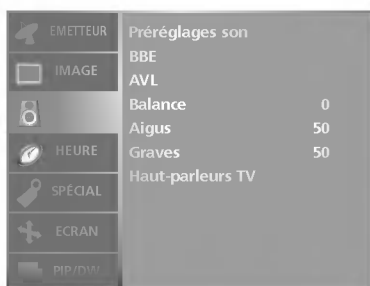 EMETTEUR
IMAGE
HEURE
SPÉCIAL
ECRAN
PIP/DW
Préréglages son
BBE
AVL
Balance 0
Aigus 50
Graves 50
Haut-parleurs TV